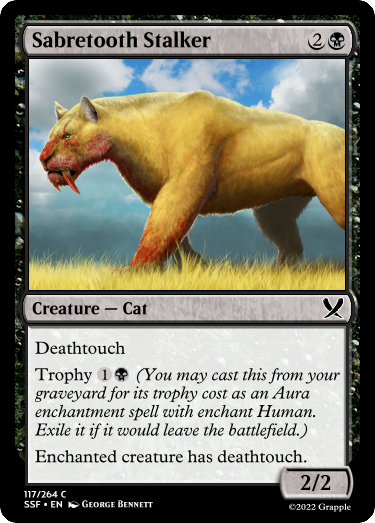 Sabretooth Stalker 2
Creature — Cat
Deathtouch
Trophy 1 (You may cast this from your
graveyard for its trophy cost as an Aura
enchantment spell with enchant Human.
Exile it if it would leave the battlefield.)
Enchanted creature has deathtouch.
2/2
117/264 C
SSF • EN George Bennett
©2022 Grapple